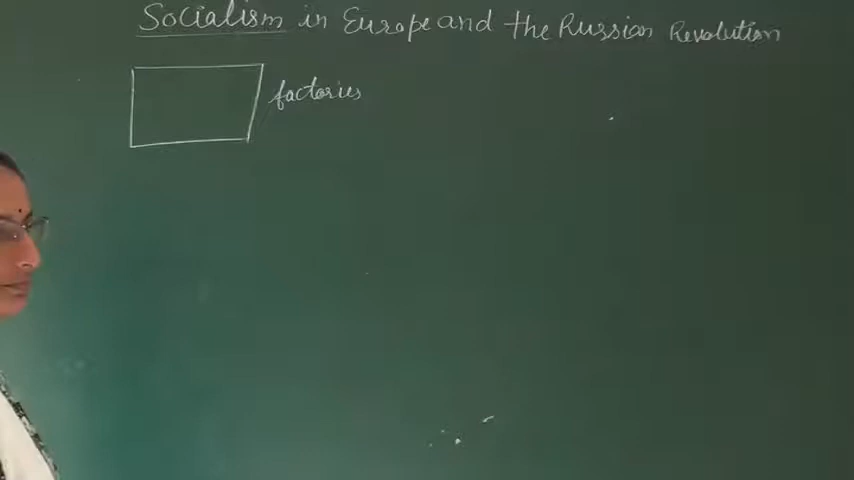 Socialism in Europe and the Russian Revolution
factories